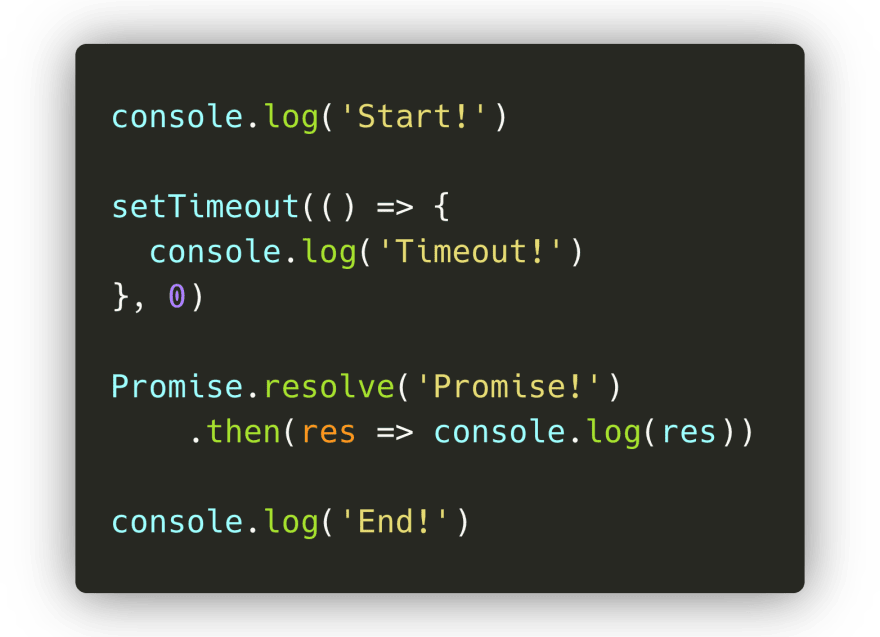 console.log('Start!')

setTimeout(() => {
  console.log('Timeout!')
}, 0)

Promise.resolve('Promise!')
    .then(res => console.log(res))

console.log('End!')